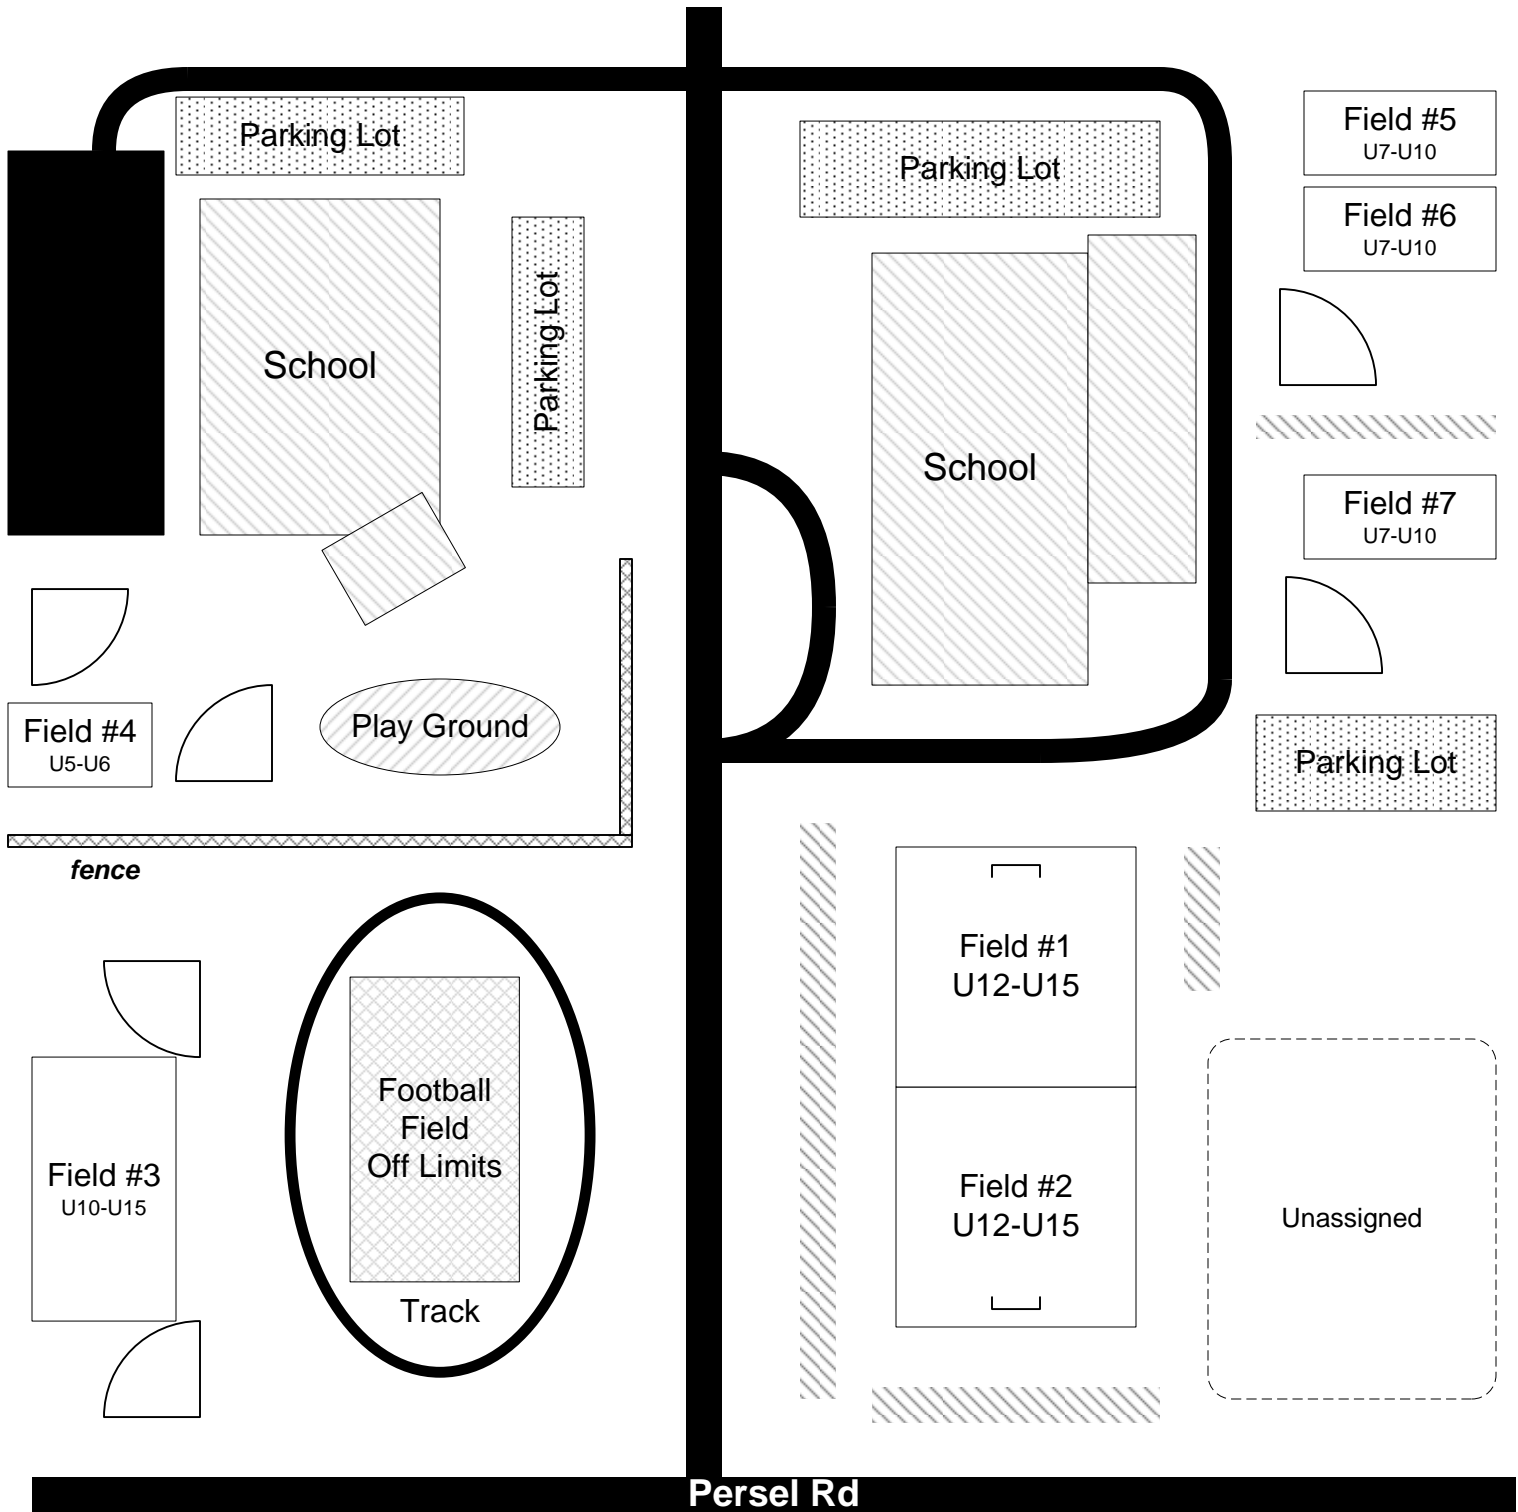 Parking Lot
Parking Lot
Field #5
U7-U10
Field #6
U7-U10
School
Parking Lot
School
Field #7
U7-U10
Field #4
U5-U6
Play Ground
Parking Lot
fence
Field #1
U12-U15
Football
Field
Off Limits
Field #3
U10-U15
Field #2
U12-U15
Unassigned
Track
Persel Rd